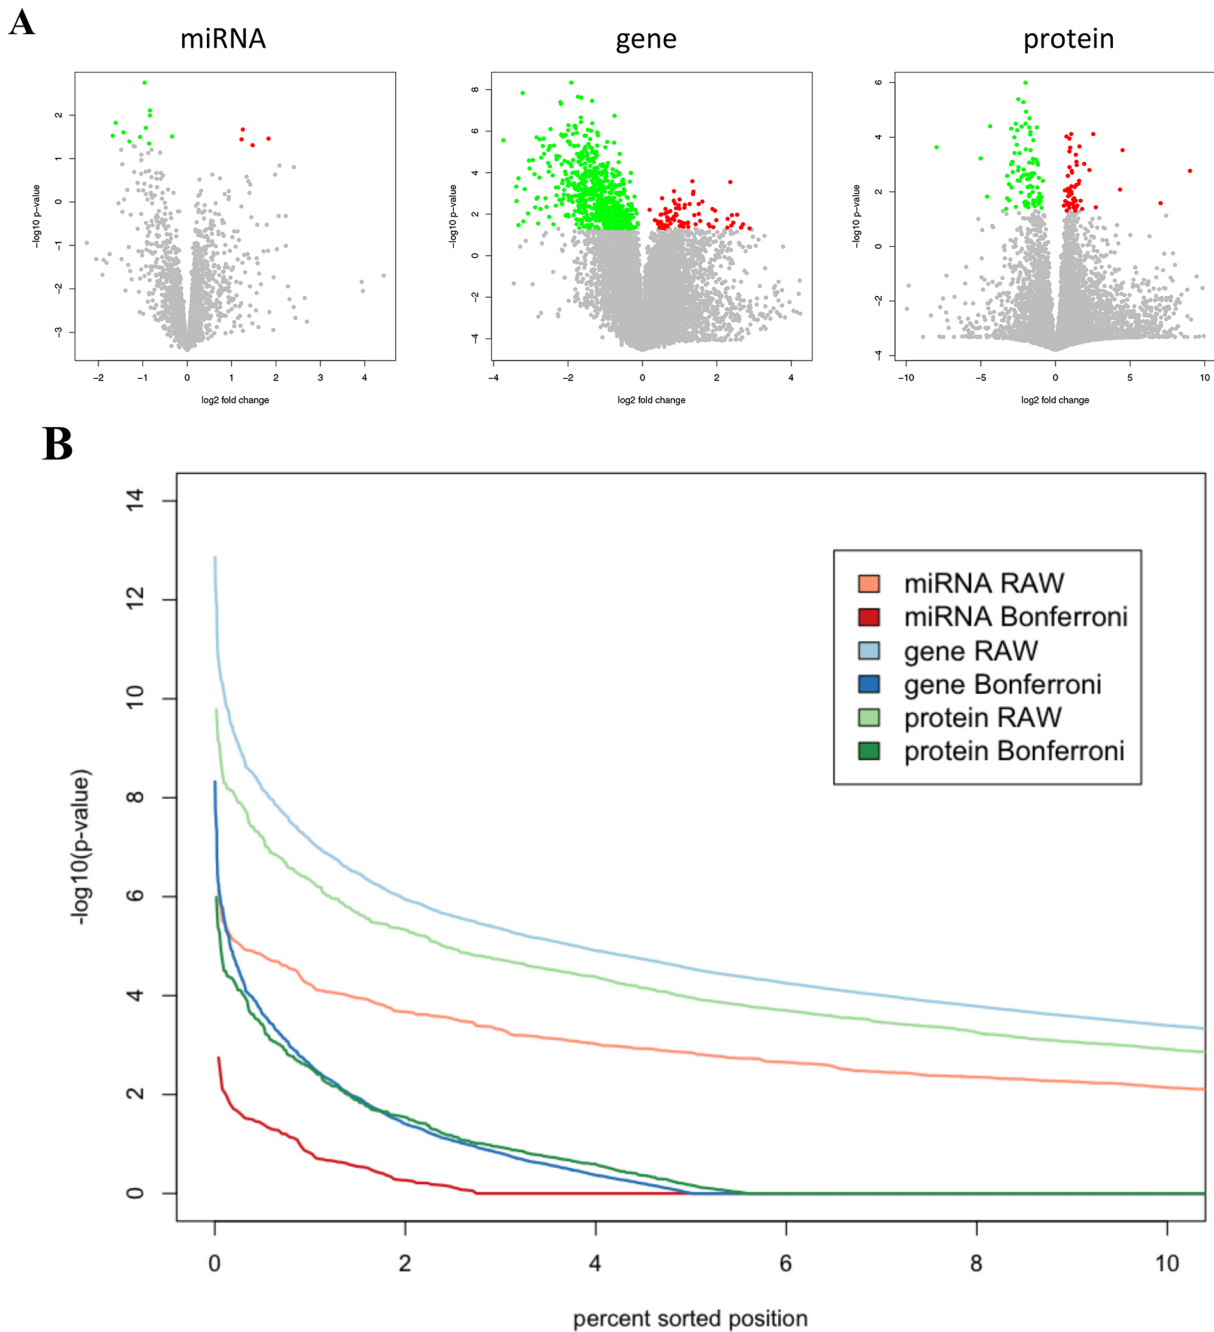 A
miRNA
gene
protein
−log10 p−value
2
1
0
−1
−2
−3
−2
−1
0
1
2
3
4
log2 fold change
−log10 p−value
8
6
4
2
0
−2
−4
−4
−2
0
2
4
log2 fold change
−log10 p−value
6
4
2
0
−2
−4
−10
−5
0
5
10
log2 fold change
B
-log10(p-value)
14
12
10
8
6
4
2
0
miRNA RAW
miRNA Bonferroni
gene RAW
gene Bonferroni
protein RAW
protein Bonferroni
0
2
4
6
8
10
percent sorted position